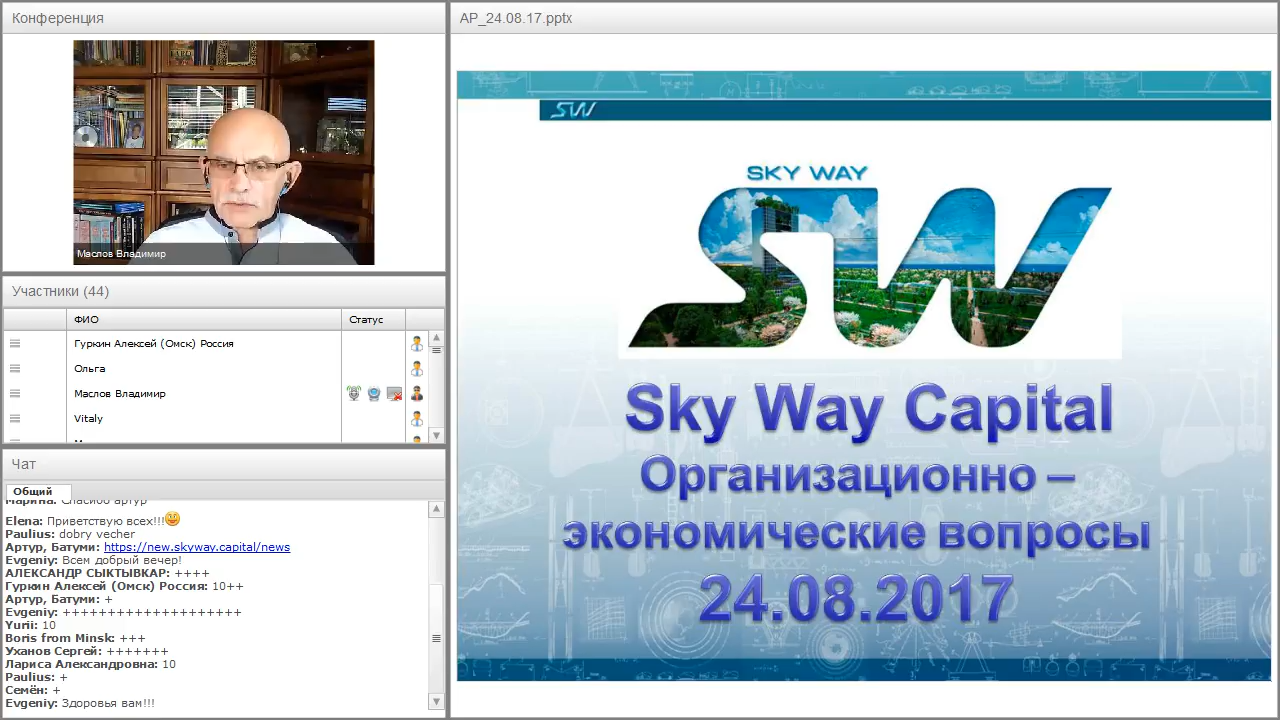 Конференция
Маслов Владимир
Участники (44)
ФИО
Статус
Гуркин Алексей (Омск) Россия
Ольга
Маслов Владимир
Vitaly
Чат
Общий
Марина: Спасибо артур
Elena: Приветствую всех!!!
Paulius: dobry vecher
Артур, Батуми: https://new.skyway.capital/news
Evgeniy: Всем добрый вечер!
АЛЕКСАНДР СЫКТЫВКАР: ++++
Гуркин Алексей (Омск) Россия: 10++
Артур, Батуми: +
Evgeniy: ++++++++++++++++++++
Yurii: 10
Boris from Minsk: +++
Уханов Сергей: +++++++
Лариса Александровна: 10
Paulius: +
Семён: +
Evgeniy: Здоровья вам!!!
AP_24.08.17.pptx
SW
SKY WAY
SW
Sky Way Capital
Организационно –
экономические вопросы
24.08.2017